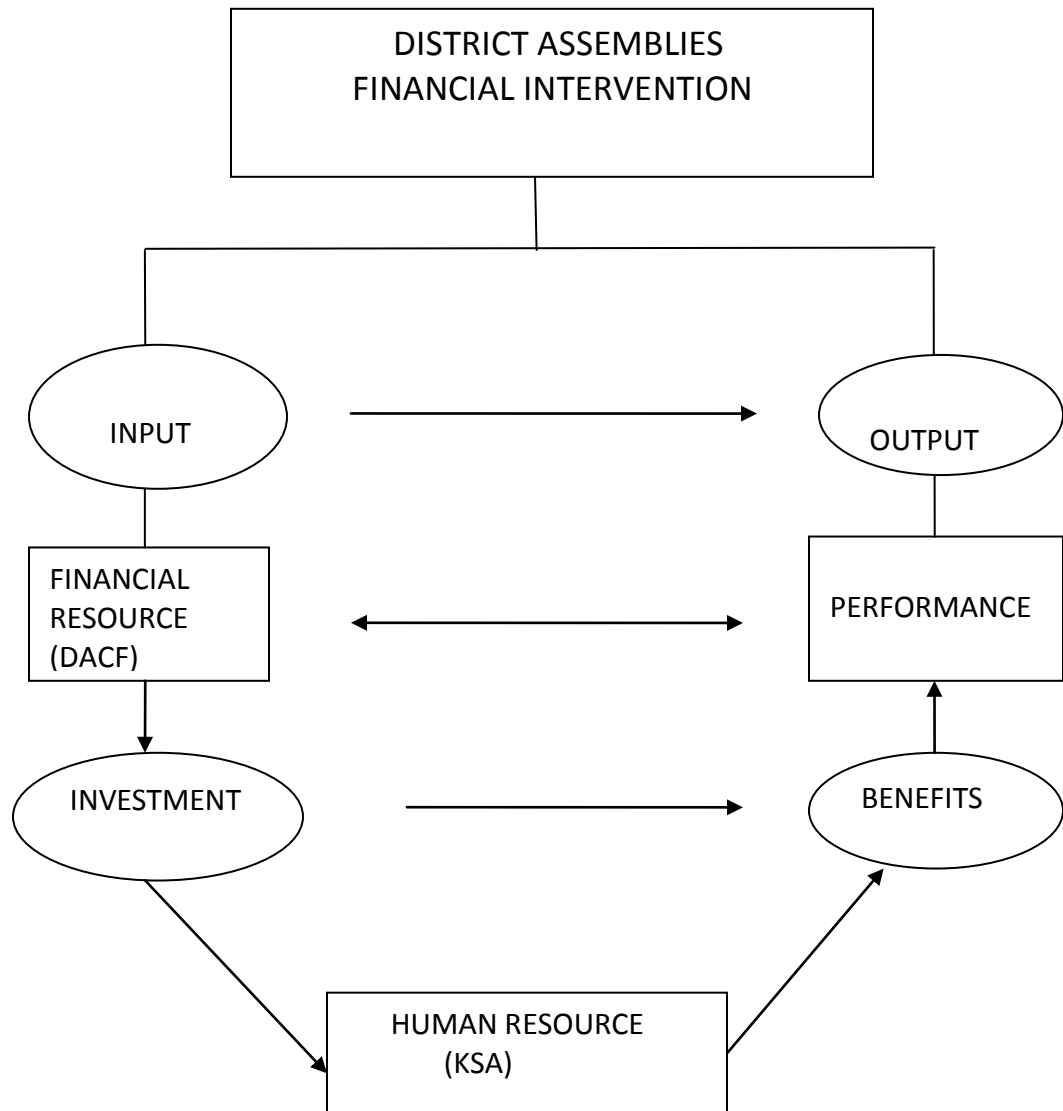 DISTRICT ASSEMBLIES
FINANCIAL INTERVENTION
INPUT
OUTPUT
FINANCIAL
RESOURCE
(DACF)
PERFORMANCE
INVESTMENT
BENEFITS
HUMAN RESOURCE
(KSA)